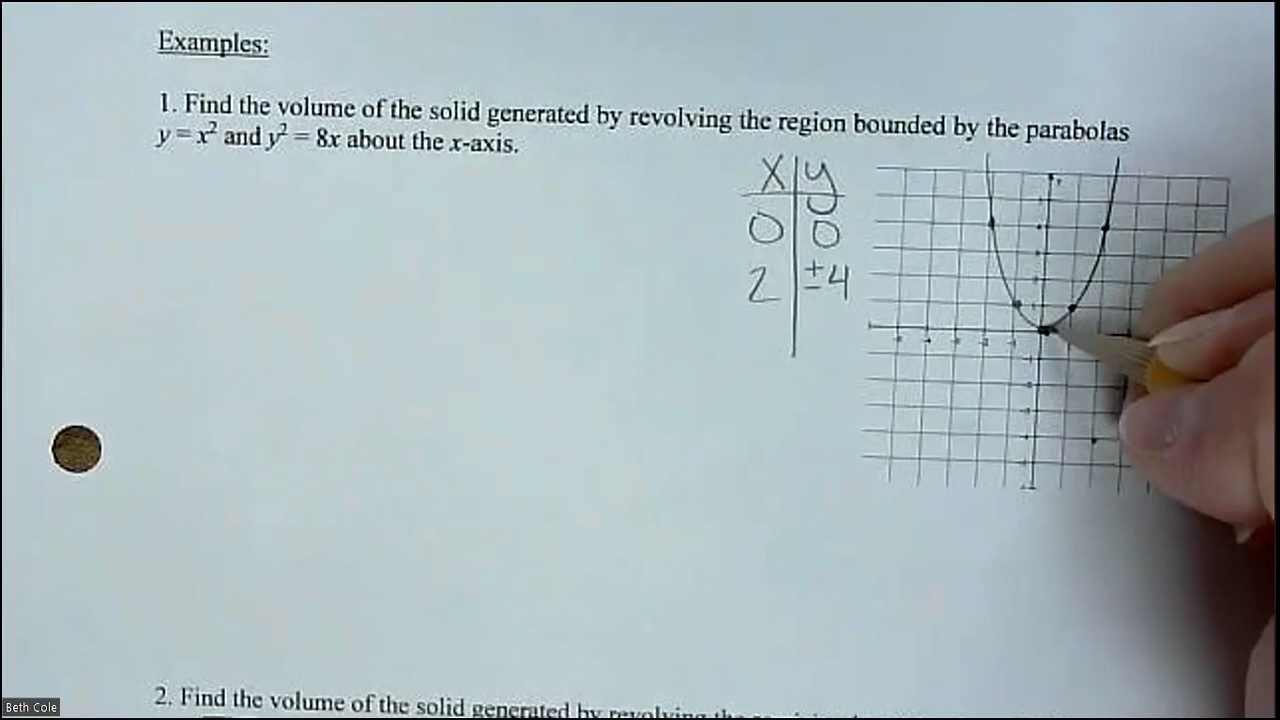 Examples:
1. Find the volume of the solid generated by revolving the region bounded by the parabolas
y = x² and y² = 8x about the x-axis.
x y
0 0
2 ±4
2. Find the volume of the solid generated by revolving the
Beth Cole